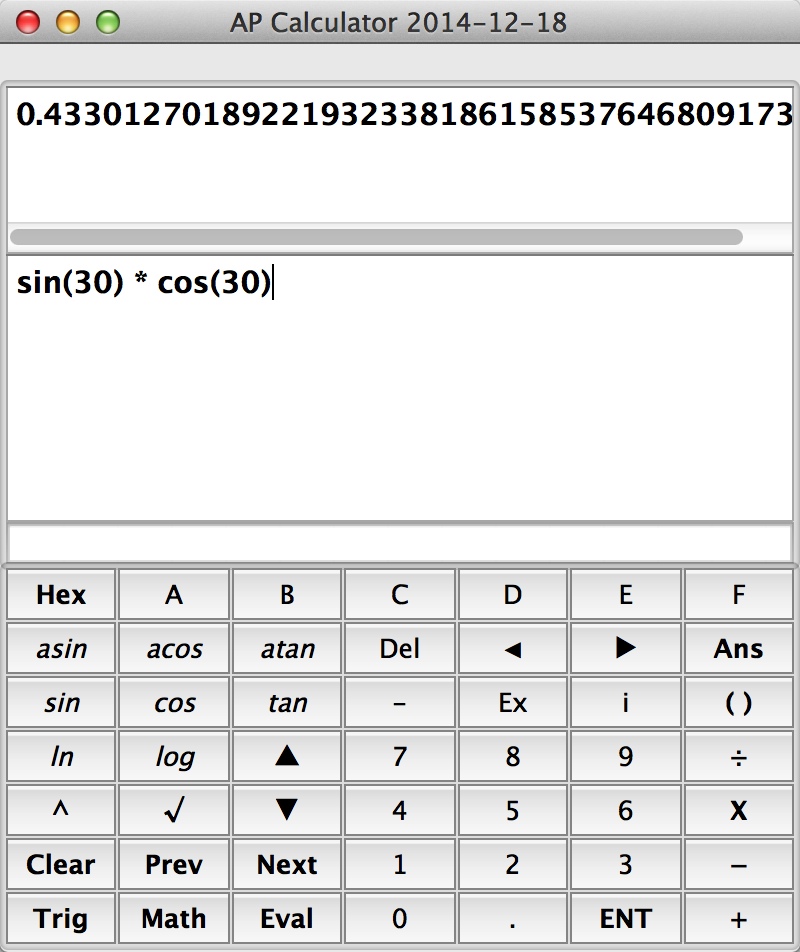 AP Calculator 2014-12-18
0.43301270189221932338186158537646809173
sin(30) * cos(30)
Hex A B C D E F
asin acos atan Del ◄ ► Ans
sin cos tan – Ex i ( )
ln log ▲ 7 8 9 ÷
^ √ ▼ 4 5 6 X
Clear Prev Next 1 2 3 −
Trig Math Eval 0 . ENT +